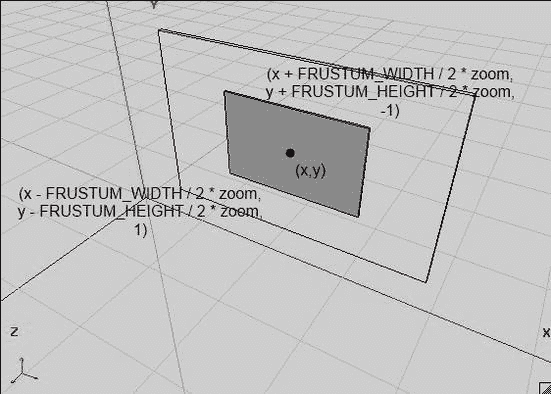 Y
(x + FRUSTUM_WIDTH / 2 * zoom,
y + FRUSTUM_HEIGHT / 2 * zoom,
-1)
(x,y)
(x - FRUSTUM_WIDTH / 2 * zoom,
y - FRUSTUM_HEIGHT / 2 * zoom,
1)
Z
X